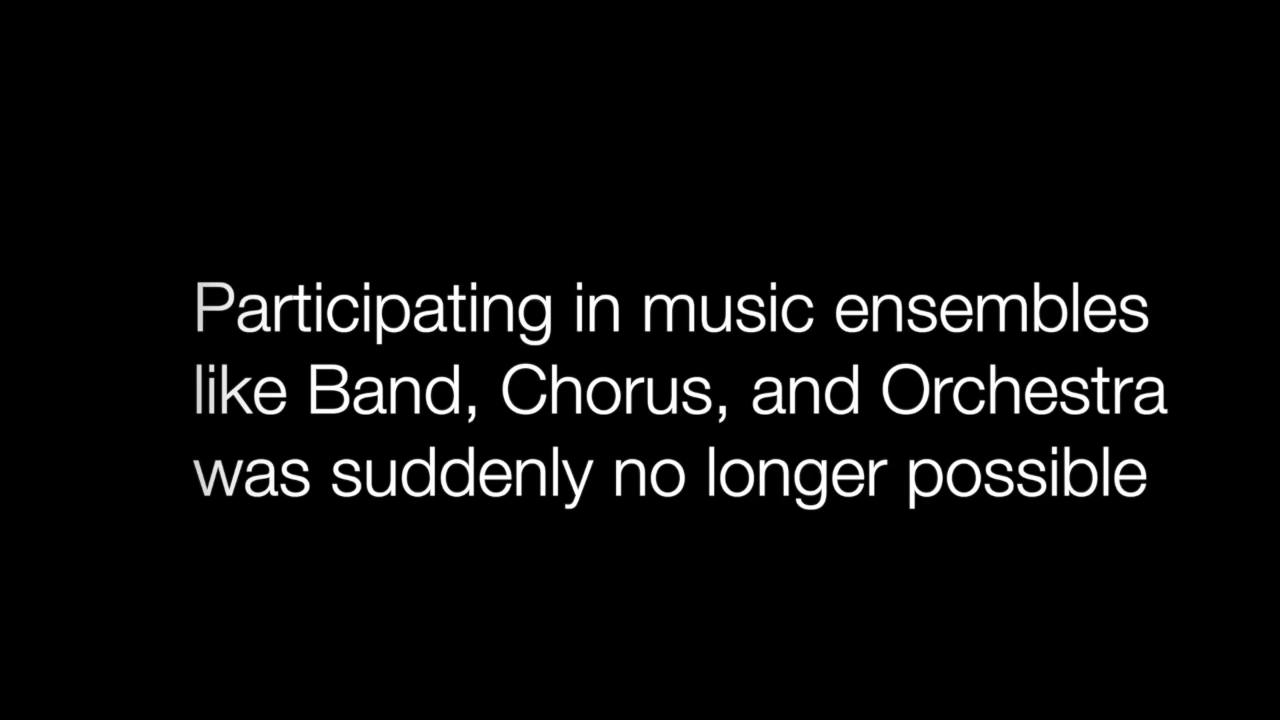 Participating in music ensembles
like Band, Chorus, and Orchestra
was suddenly no longer possible